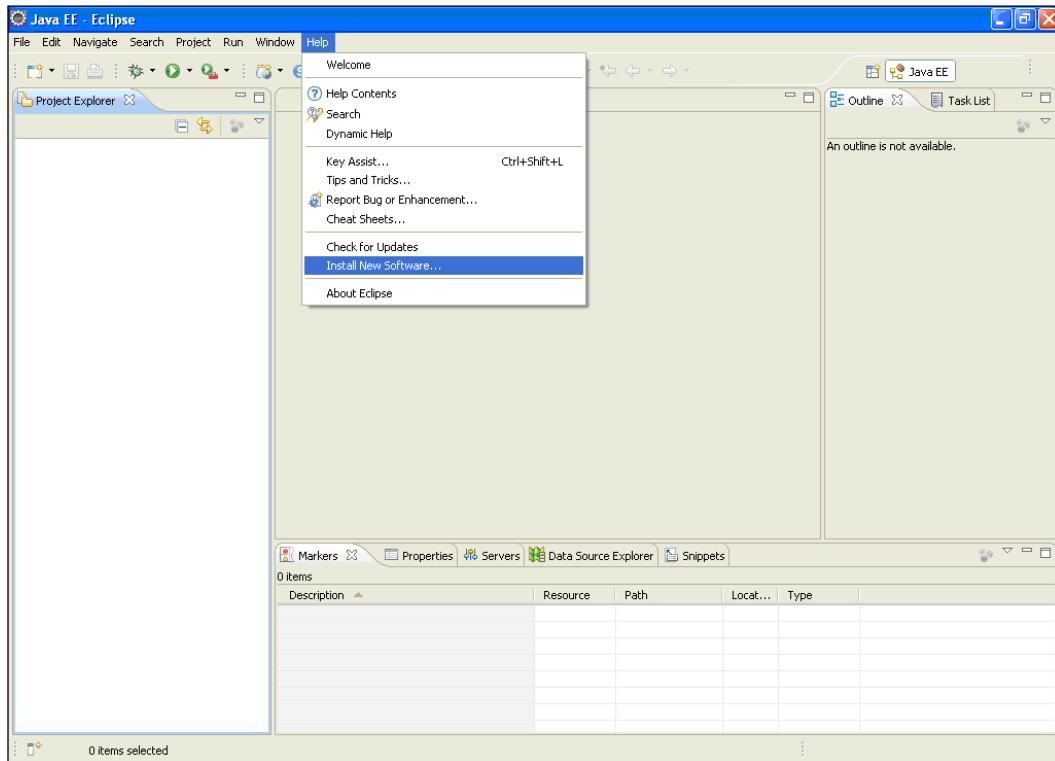 Java EE - Eclipse
File Edit Navigate Search Project Run Window Help
Welcome
Help Contents
Search
Dynamic Help
Key Assist... Ctrl+Shift+L
Tips and Tricks...
Report Bug or Enhancement...
Cheat Sheets...
Check for Updates
Install New Software...
About Eclipse
Java EE
Project Explorer
Outline Task List
An outline is not available.
Markers Properties Servers Data Source Explorer Snippets
0 items
Description Resource Path Locat... Type
0 items selected